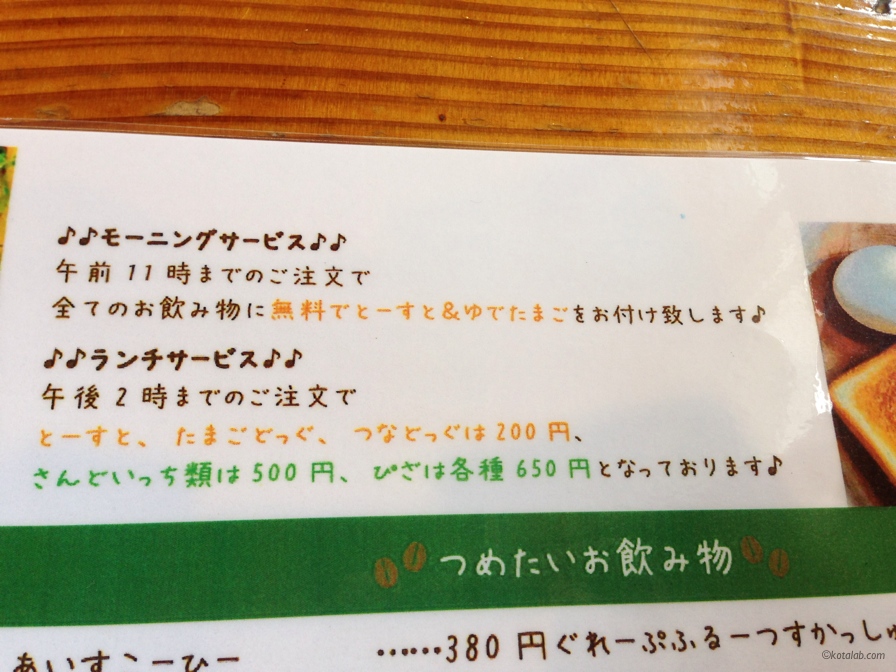 ♪♪モーニングサービス♪♪
午前 11 時までのご注文で
全てのお飲み物に無料でとーすと&ゆでたまごをお付け致します♪
♪♪ランチサービス♪♪
午後 2 時までのご注文で
とーすと、 たまごどっぐ、 つなどっぐは 200 円、
さんどいっち類は 500 円、 ぴざは各種 650 円となっております♪
つめたいお飲み物
あいすこーひー ……380 円 ぐれーぷふるーつすかっしゅ
©kotalab.com